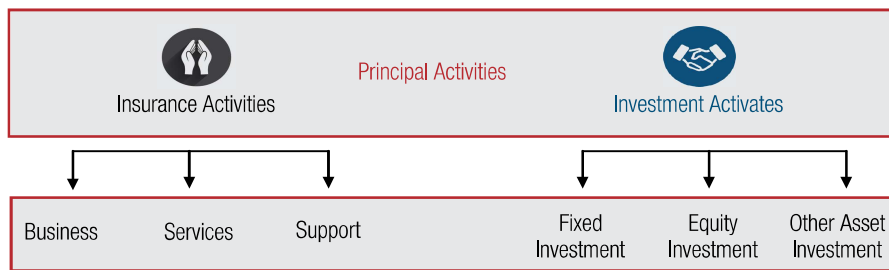 Principal Activities
Insurance Activities
Investment Activates
Business
Services
Support
Fixed
Investment
Equity
Investment
Other Asset
Investment